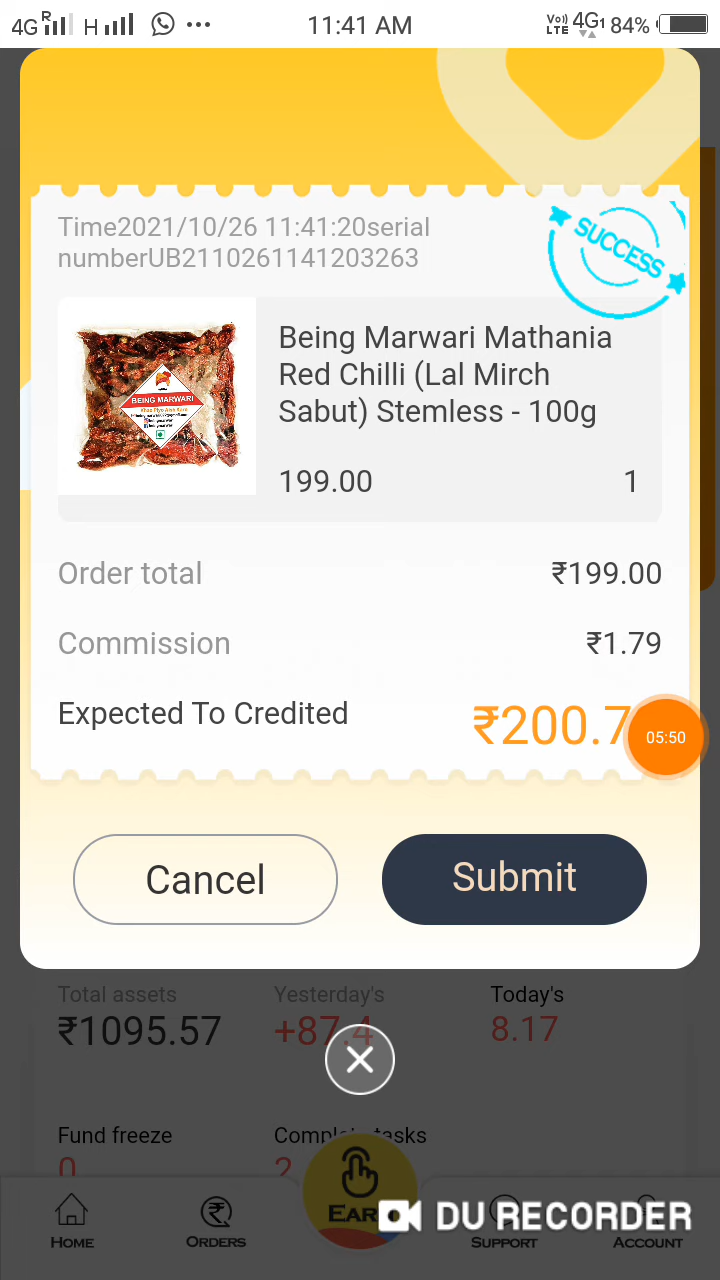 4G R H 11:41 AM Vo)) LTE 4G1 84%
Time2021/10/26 11:41:20serial
numberUB2110261141203263
SUCCESS
Being Marwari Mathania
Red Chilli (Lal Mirch
Sabut) Stemless - 100g
BEING MARWARI
199.00 1
Order total ₹199.00
Commission ₹1.79
Expected To Credited ₹200.7
05:50
Cancel Submit
Total assets Yesterday's Today's
₹1095.57 +87.4 8.17
Fund freeze
0 2
EAR
DU RECORDER
HOME ORDERS SUPPORT ACCOUNT